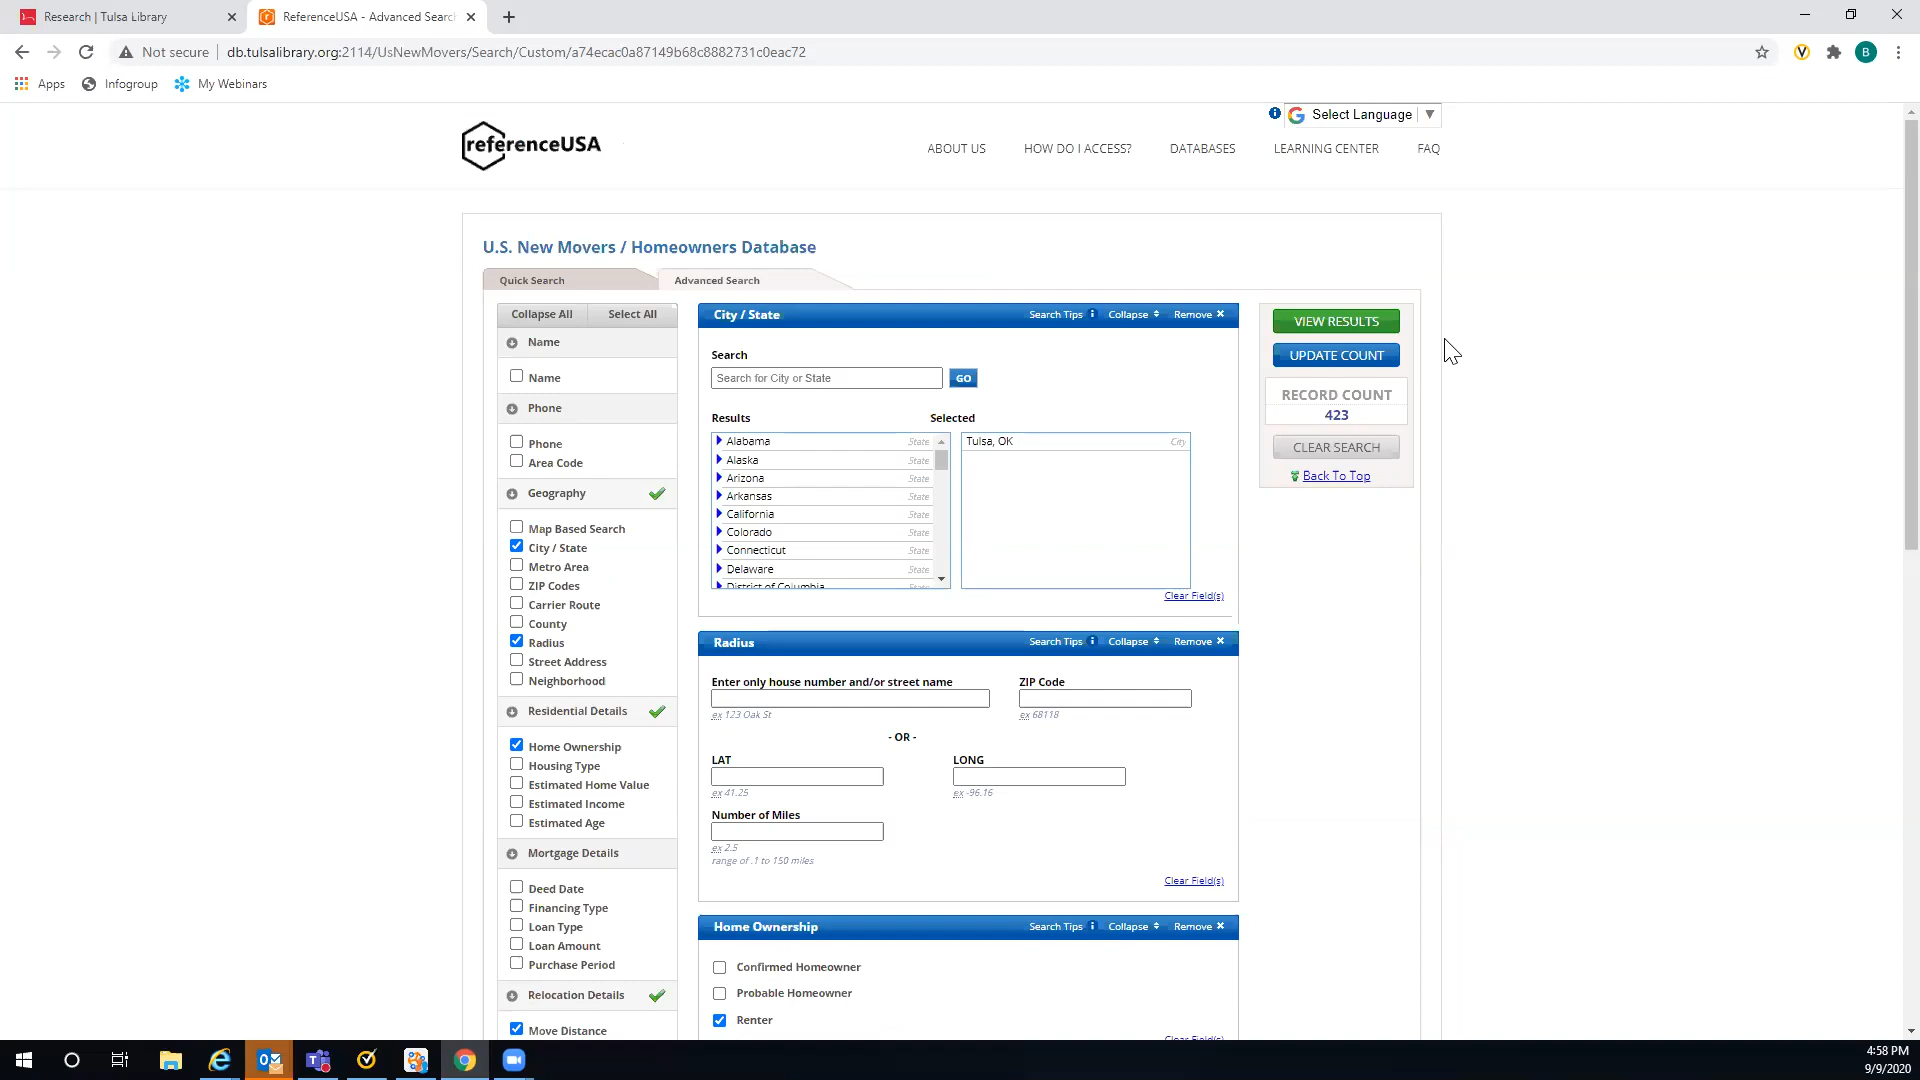 Research | Tulsa Library
ReferenceUSA - Advanced Searc
Not secure
db.tulsalibrary.org:2114/UsNewMovers/Search/Custom/a74ecac0a87149b68c8882731c0eac72
B
Apps
Infogroup
My Webinars
Select Language
referenceUSA
ABOUT US
HOW DO I ACCESS?
DATABASES
LEARNING CENTER
FAQ
U.S. New Movers / Homeowners Database
Quick Search
Advanced Search
Collapse All
Select All
Name
Name
Phone
Phone
Area Code
Geography
Map Based Search
City / State
Metro Area
ZIP Codes
Carrier Route
County
Radius
Street Address
Neighborhood
Residential Details
Home Ownership
Housing Type
Estimated Home Value
Estimated Income
Estimated Age
Mortgage Details
Deed Date
Financing Type
Loan Type
Loan Amount
Purchase Period
Relocation Details
Move Distance
City / State
Search Tips
Collapse
Remove
Search
Search for City or State
GO
Results
Selected
Alabama State
Alaska State
Arizona State
Arkansas State
California State
Colorado State
Connecticut State
Delaware State
District of Columbia State
Tulsa, OK City
Clear Field(s)
Radius
Search Tips
Collapse
Remove
Enter only house number and/or street name
ZIP Code
ex 123 Oak St
ex 68118
- OR -
LAT
LONG
ex 41.25
ex -96.16
Number of Miles
ex 2.5
range of .1 to 150 miles
Clear Field(s)
Home Ownership
Search Tips
Collapse
Remove
Confirmed Homeowner
Probable Homeowner
Renter
Clear Field(s)
VIEW RESULTS
UPDATE COUNT
RECORD COUNT
423
CLEAR SEARCH
Back To Top
4:58 PM
9/9/2020